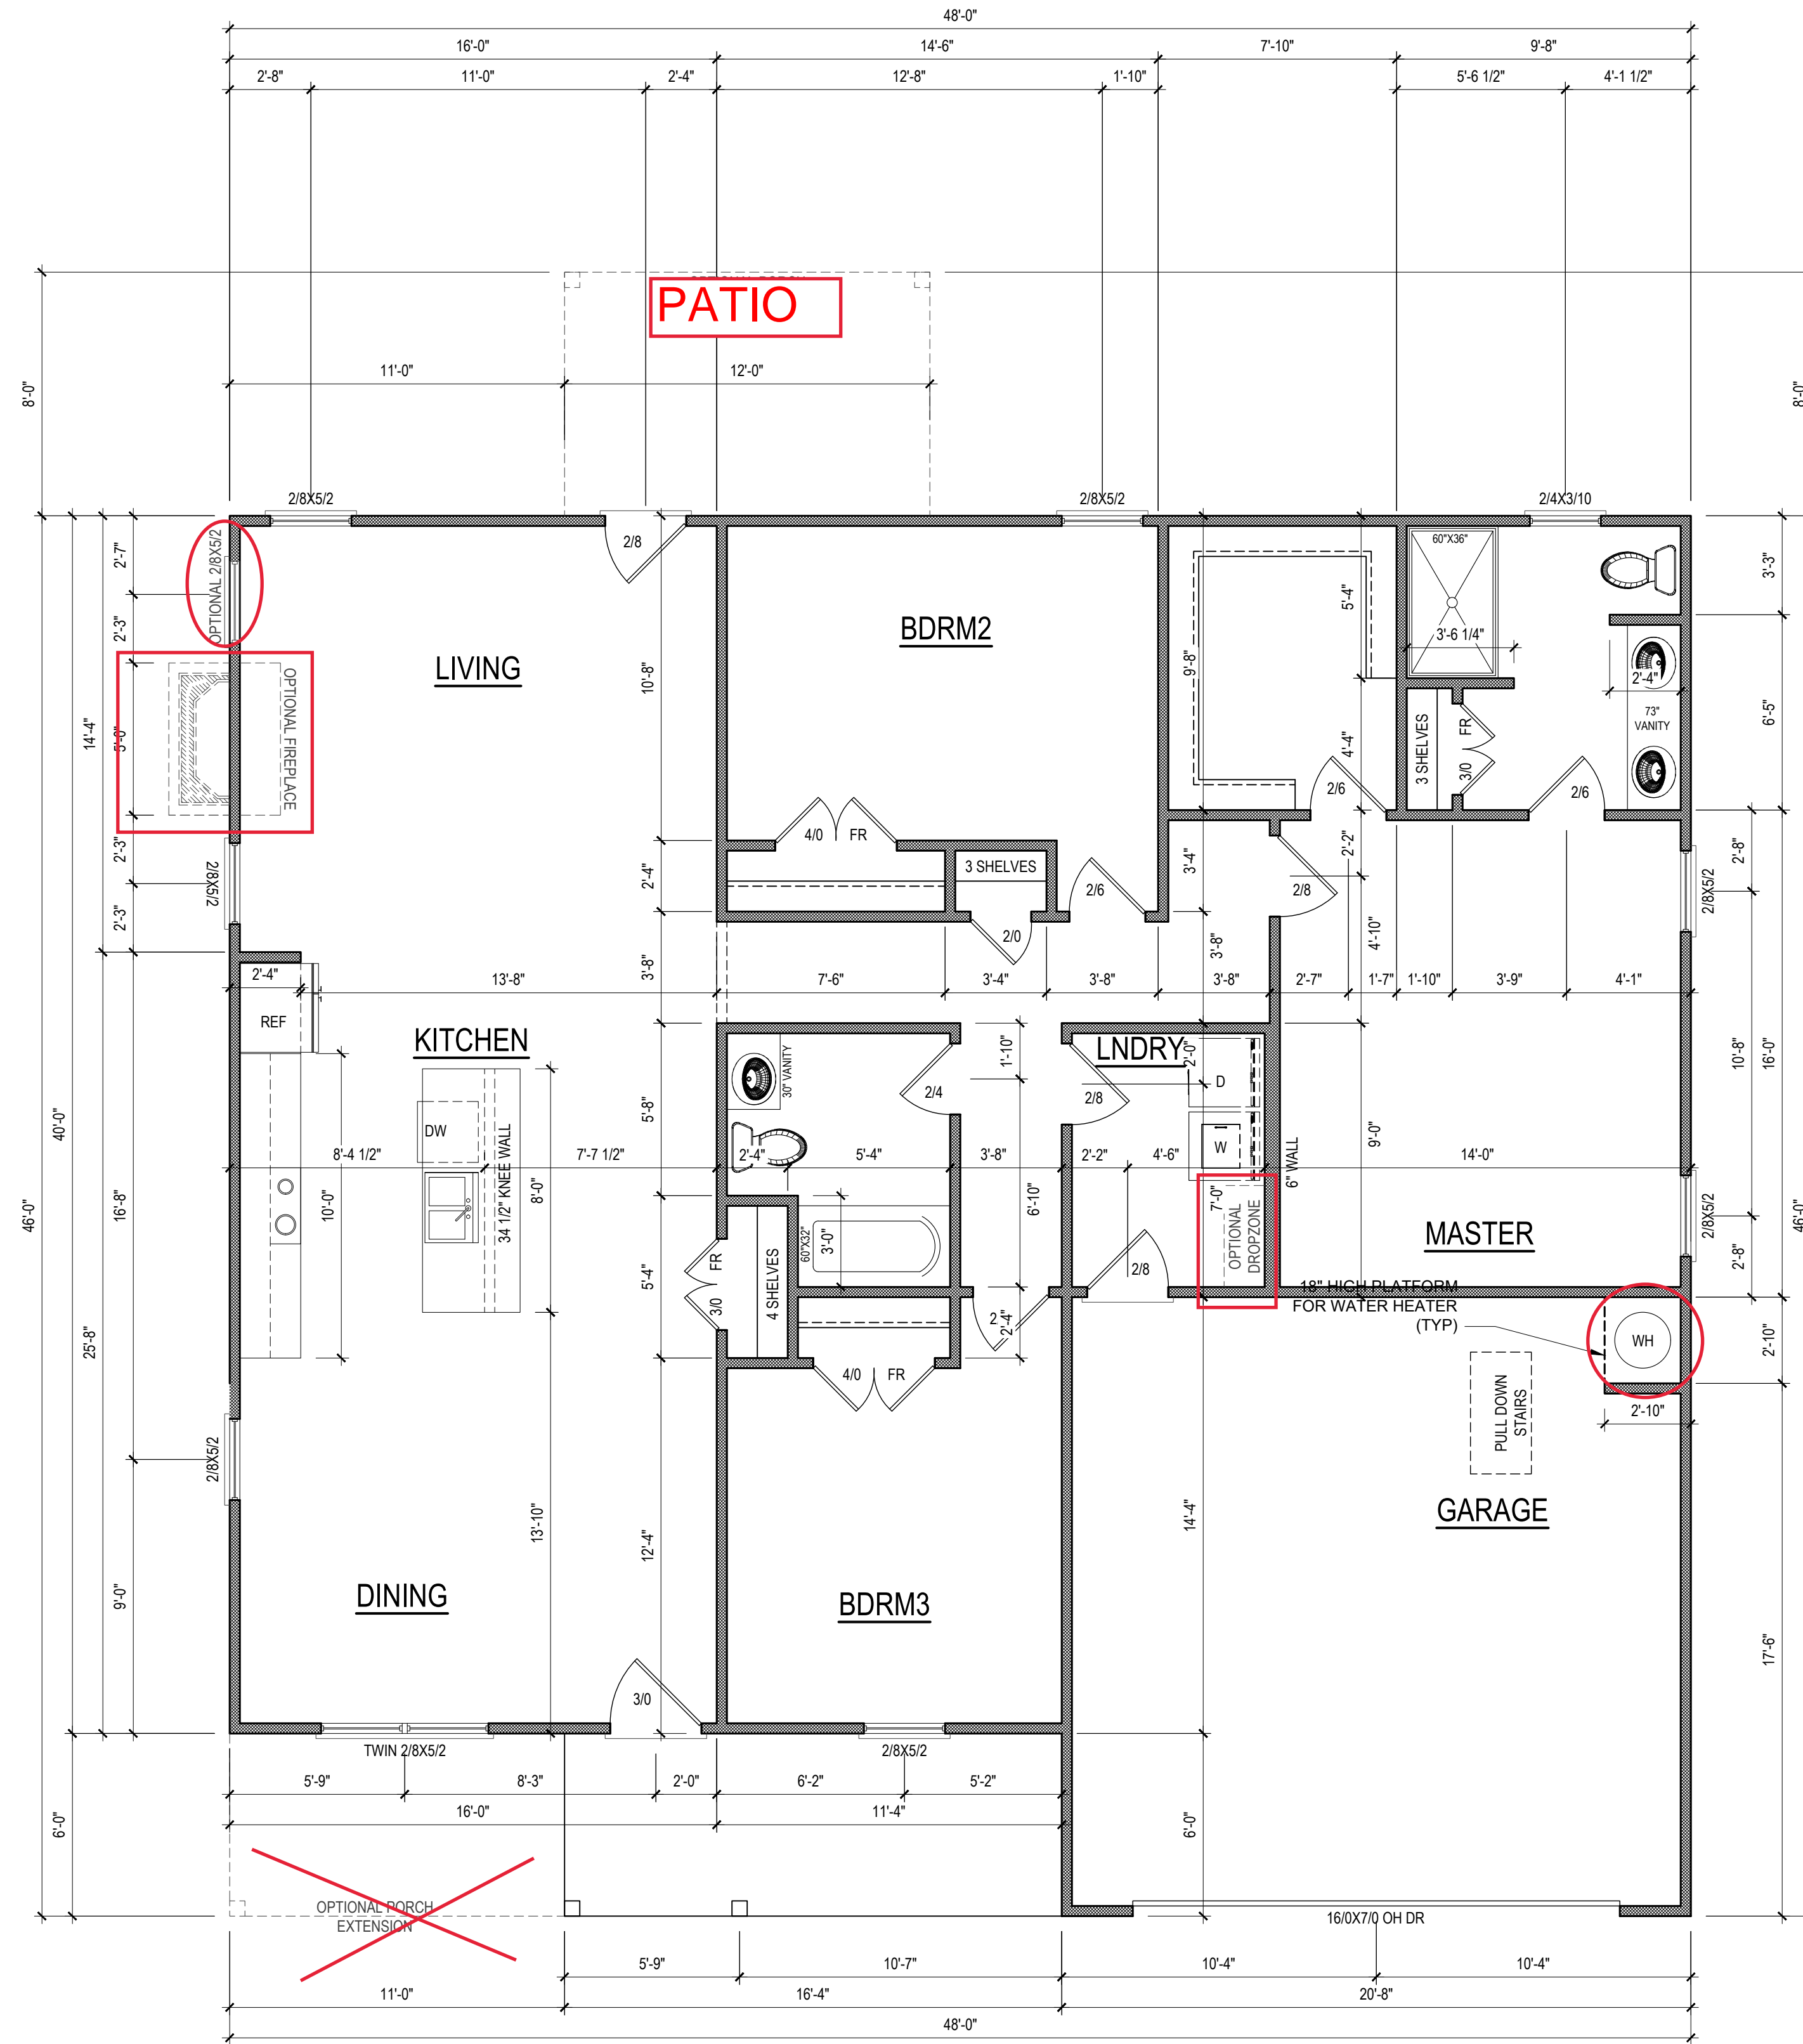 48'-0"
16'-0" 14'-6" 7'-10" 9'-8"
2'-8" 11'-0" 2'-4" 12'-8" 1'-10" 5'-6 1/2" 4'-1 1/2"
PATIO
11'-0" 12'-0"
8'-0" 8'-0"
2/8X5/2 2/8X5/2 2/4X3/10
OPTIONAL 2/8X5/2
2'-7"
2'-3"
5'-0"
2'-3"
2'-3"
14'-4"
40'-0"
46'-0"
25'-8"
16'-8"
9'-0"
6'-0"
OPTIONAL FIREPLACE
2/8X5/2
LIVING
2/8
10'-8"
2'-4"
3'-8"
5'-8"
5'-4"
12'-4"
BDRM2
4/0 FR
3 SHELVES
2/6
2/0
9'-8"
5'-4"
4'-4"
3'-4"
2'-2"
3'-8"
4'-10"
60"X36"
3'-6 1/4"
2'-4"
73"
VANITY
3 SHELVES
FR
3/0
2/6
2/6
2/8
3'-3"
6'-5"
2'-8"
10'-8"
16'-0"
2'-8"
2'-10"
17'-6"
46'-0"
2/8X5/2
2/8X5/2
2'-4" 13'-8" 7'-6" 3'-4" 3'-8" 3'-8" 2'-7" 1'-7" 1'-10" 3'-9" 4'-1"
REF
KITCHEN
10'-0"
DW
34 1/2" KNEE WALL
8'-0"
13'-10"
8'-4 1/2" 7'-7 1/2" 2'-4" 5'-4" 3'-8" 2'-2" 4'-6" 14'-0"
30" VANITY
2/4
1'-10"
6'-10"
2'-4"
LNDRY
2'-0"
D
W
2/8
7'-0"
9'-0"
6" WALL
OPTIONAL
DROPZONE
2/8
MASTER
60"X32"
3'-0"
FR
3/0
4 SHELVES
4/0 FR
18" HIGH PLATFORM
FOR WATER HEATER
(TYP)
WH
2'-10"
PULL DOWN
STAIRS
GARAGE
14'-4"
6'-0"
2/8X5/2
DINING
BDRM3
3/0
TWIN 2/8X5/2 2/8X5/2
5'-9" 8'-3" 2'-0" 6'-2" 5'-2"
16'-0" 11'-4"
OPTIONAL PORCH
EXTENSION
16/0X7/0 OH DR
5'-9" 10'-7" 10'-4" 10'-4"
11'-0" 16'-4" 20'-8"
48'-0"